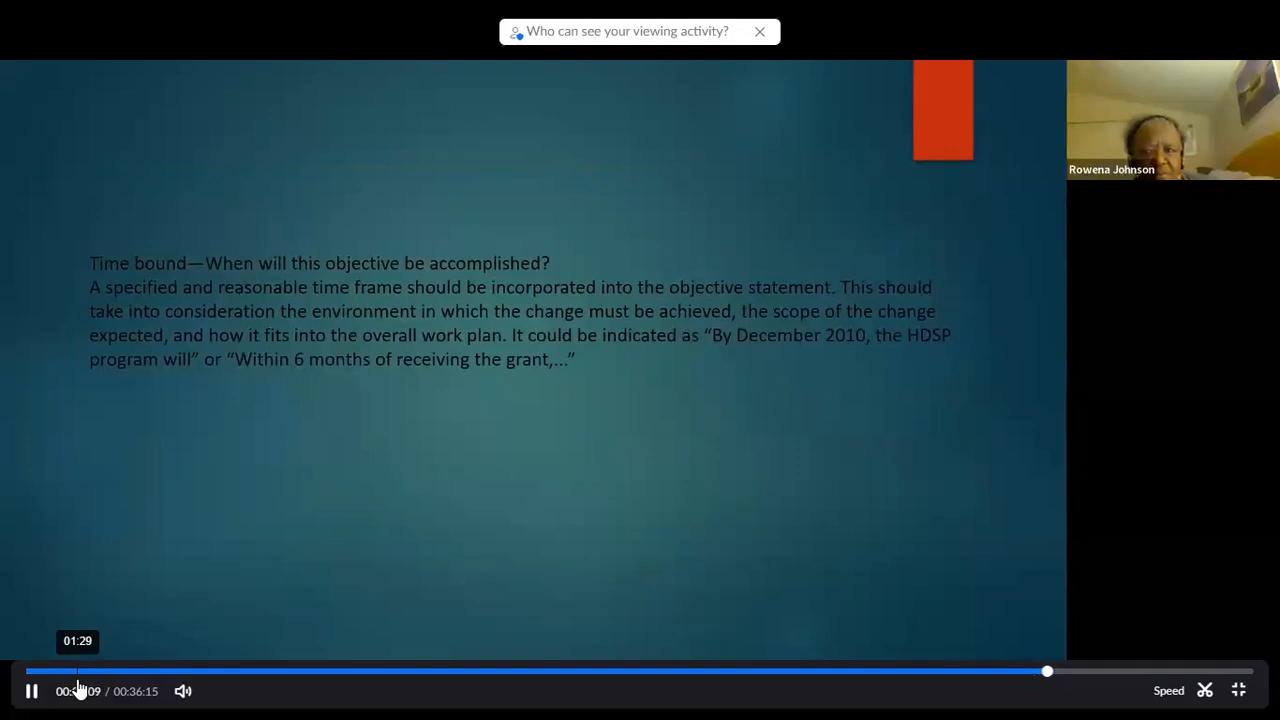 Who can see your viewing activity?
Rowena Johnson
Time bound—When will this objective be accomplished?
A specified and reasonable time frame should be incorporated into the objective statement. This should
take into consideration the environment in which the change must be achieved, the scope of the change
expected, and how it fits into the overall work plan. It could be indicated as “By December 2010, the HDSP
program will” or “Within 6 months of receiving the grant,...”
01:29
/ 00:36:15
Speed